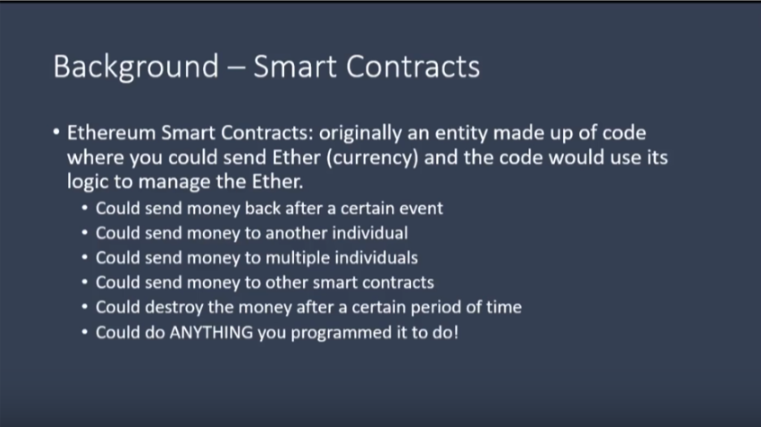 Background – Smart Contracts
• Ethereum Smart Contracts: originally an entity made up of code
where you could send Ether (currency) and the code would use its
logic to manage the Ether.
• Could send money back after a certain event
• Could send money to another individual
• Could send money to multiple individuals
• Could send money to other smart contracts
• Could destroy the money after a certain period of time
• Could do ANYTHING you programmed it to do!